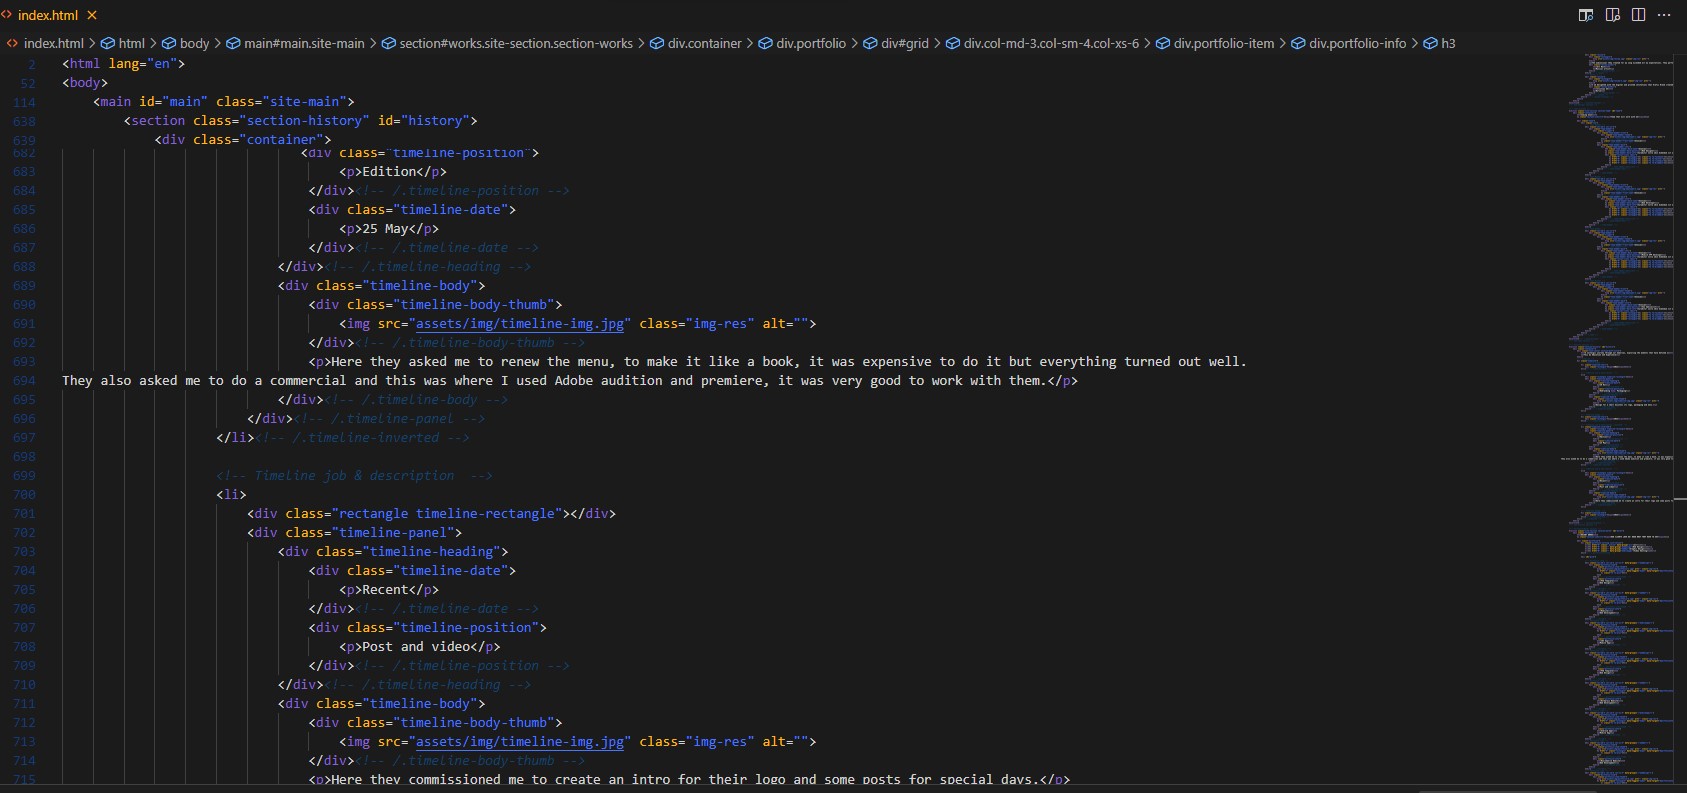 index.html
index.html > html > body > main#main.site-main > section#works.site-section.section-works > div.container > div.portfolio > div#grid > div.col-md-3.col-sm-4.col-xs-6 > div.portfolio-item > div.portfolio-info > h3
2 <html lang="en">
52 <body>
114 <main id="main" class="site-main">
638 <section class="section-history" id="history">
639 <div class="container">
682 <div class="timeline-position">
683 <p>Edition</p>
684 </div><!-- /.timeline-position -->
685 <div class="timeline-date">
686 <p>25 May</p>
687 </div><!-- /.timeline-date -->
688 </div><!-- /.timeline-heading -->
689 <div class="timeline-body">
690 <div class="timeline-body-thumb">
691 <img src="assets/img/timeline-img.jpg" class="img-res" alt="">
692 </div><!-- /.timeline-body-thumb -->
693 <p>Here they asked me to renew the menu, to make it like a book, it was expensive to do it but everything turned out well.
694 They also asked me to do a commercial and this was where I used Adobe audition and premiere, it was very good to work with them.</p>
695 </div><!-- /.timeline-body -->
696 </div><!-- /.timeline-panel -->
697 </li><!-- /.timeline-inverted -->
698
699 <!-- Timeline job & description  -->
700 <li>
701 <div class="rectangle timeline-rectangle"></div>
702 <div class="timeline-panel">
703 <div class="timeline-heading">
704 <div class="timeline-date">
705 <p>Recent</p>
706 </div><!-- /.timeline-date -->
707 <div class="timeline-position">
708 <p>Post and video</p>
709 </div><!-- /.timeline-position -->
710 </div><!-- /.timeline-heading -->
711 <div class="timeline-body">
712 <div class="timeline-body-thumb">
713 <img src="assets/img/timeline-img.jpg" class="img-res" alt="">
714 </div><!-- /.timeline-body-thumb -->
715 <p>Here they commissioned me to create an intro for their logo and some posts for special days.</p>